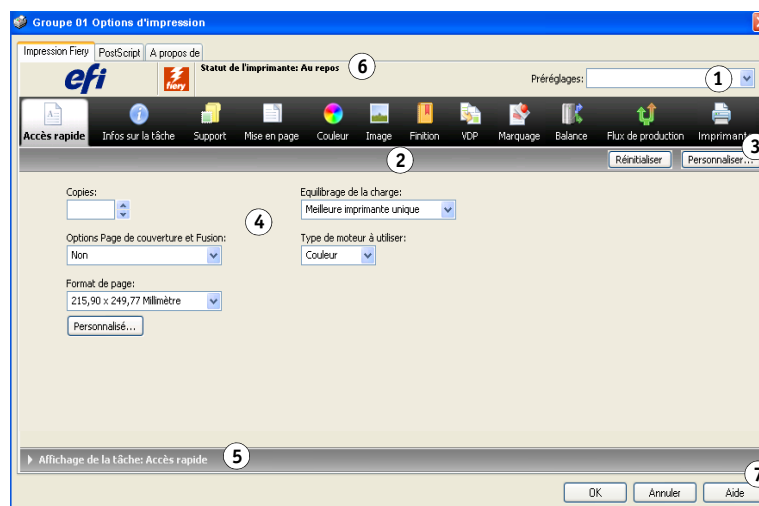 Groupe 01 Options d'impression
Impression Fiery PostScript A propos de
efi fiery Statut de l'imprimante: Au repos 6
Préréglages: 1
Accès rapide Infos sur la tâche Support Mise en page Couleur Image Finition VDP Marquage Balance Flux de production Imprimante
2 3
Réinitialiser Personnaliser...
Copies: Equilibrage de la charge:
4 Meilleure imprimante unique
Options Page de couverture et Fusion: Type de moteur à utiliser:
Non Couleur
Format de page:
215,90 x 249,77 Millimètre
Personnalisé...
Affichage de la tâche: Accès rapide 5
7
OK Annuler Aide